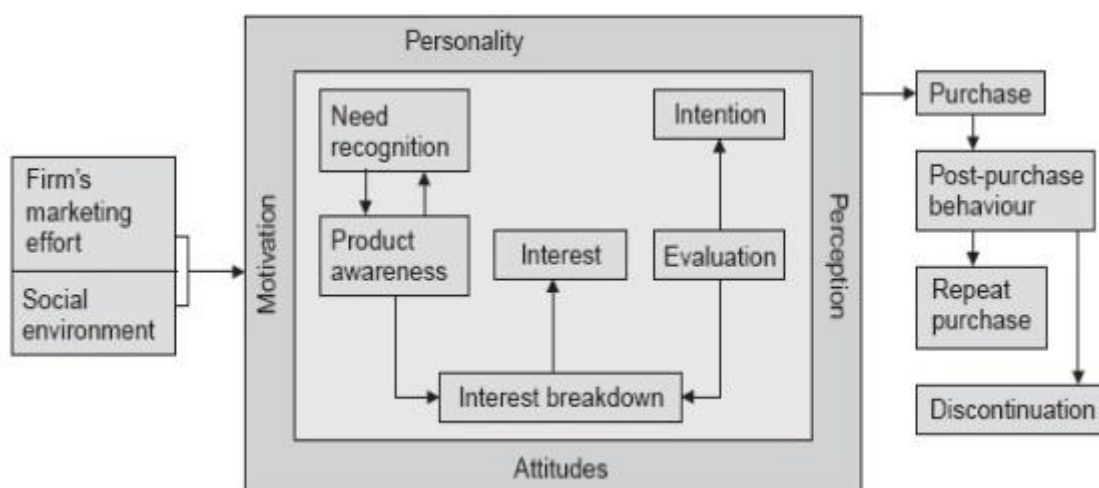 Personality
Need
recognition
Intention
Purchase
Firm's
marketing
effort
Social
environment
Motivation
Product
awareness
Interest
Evaluation
Perception
Post-purchase
behaviour
Repeat
purchase
Interest breakdown
Discontinuation
Attitudes